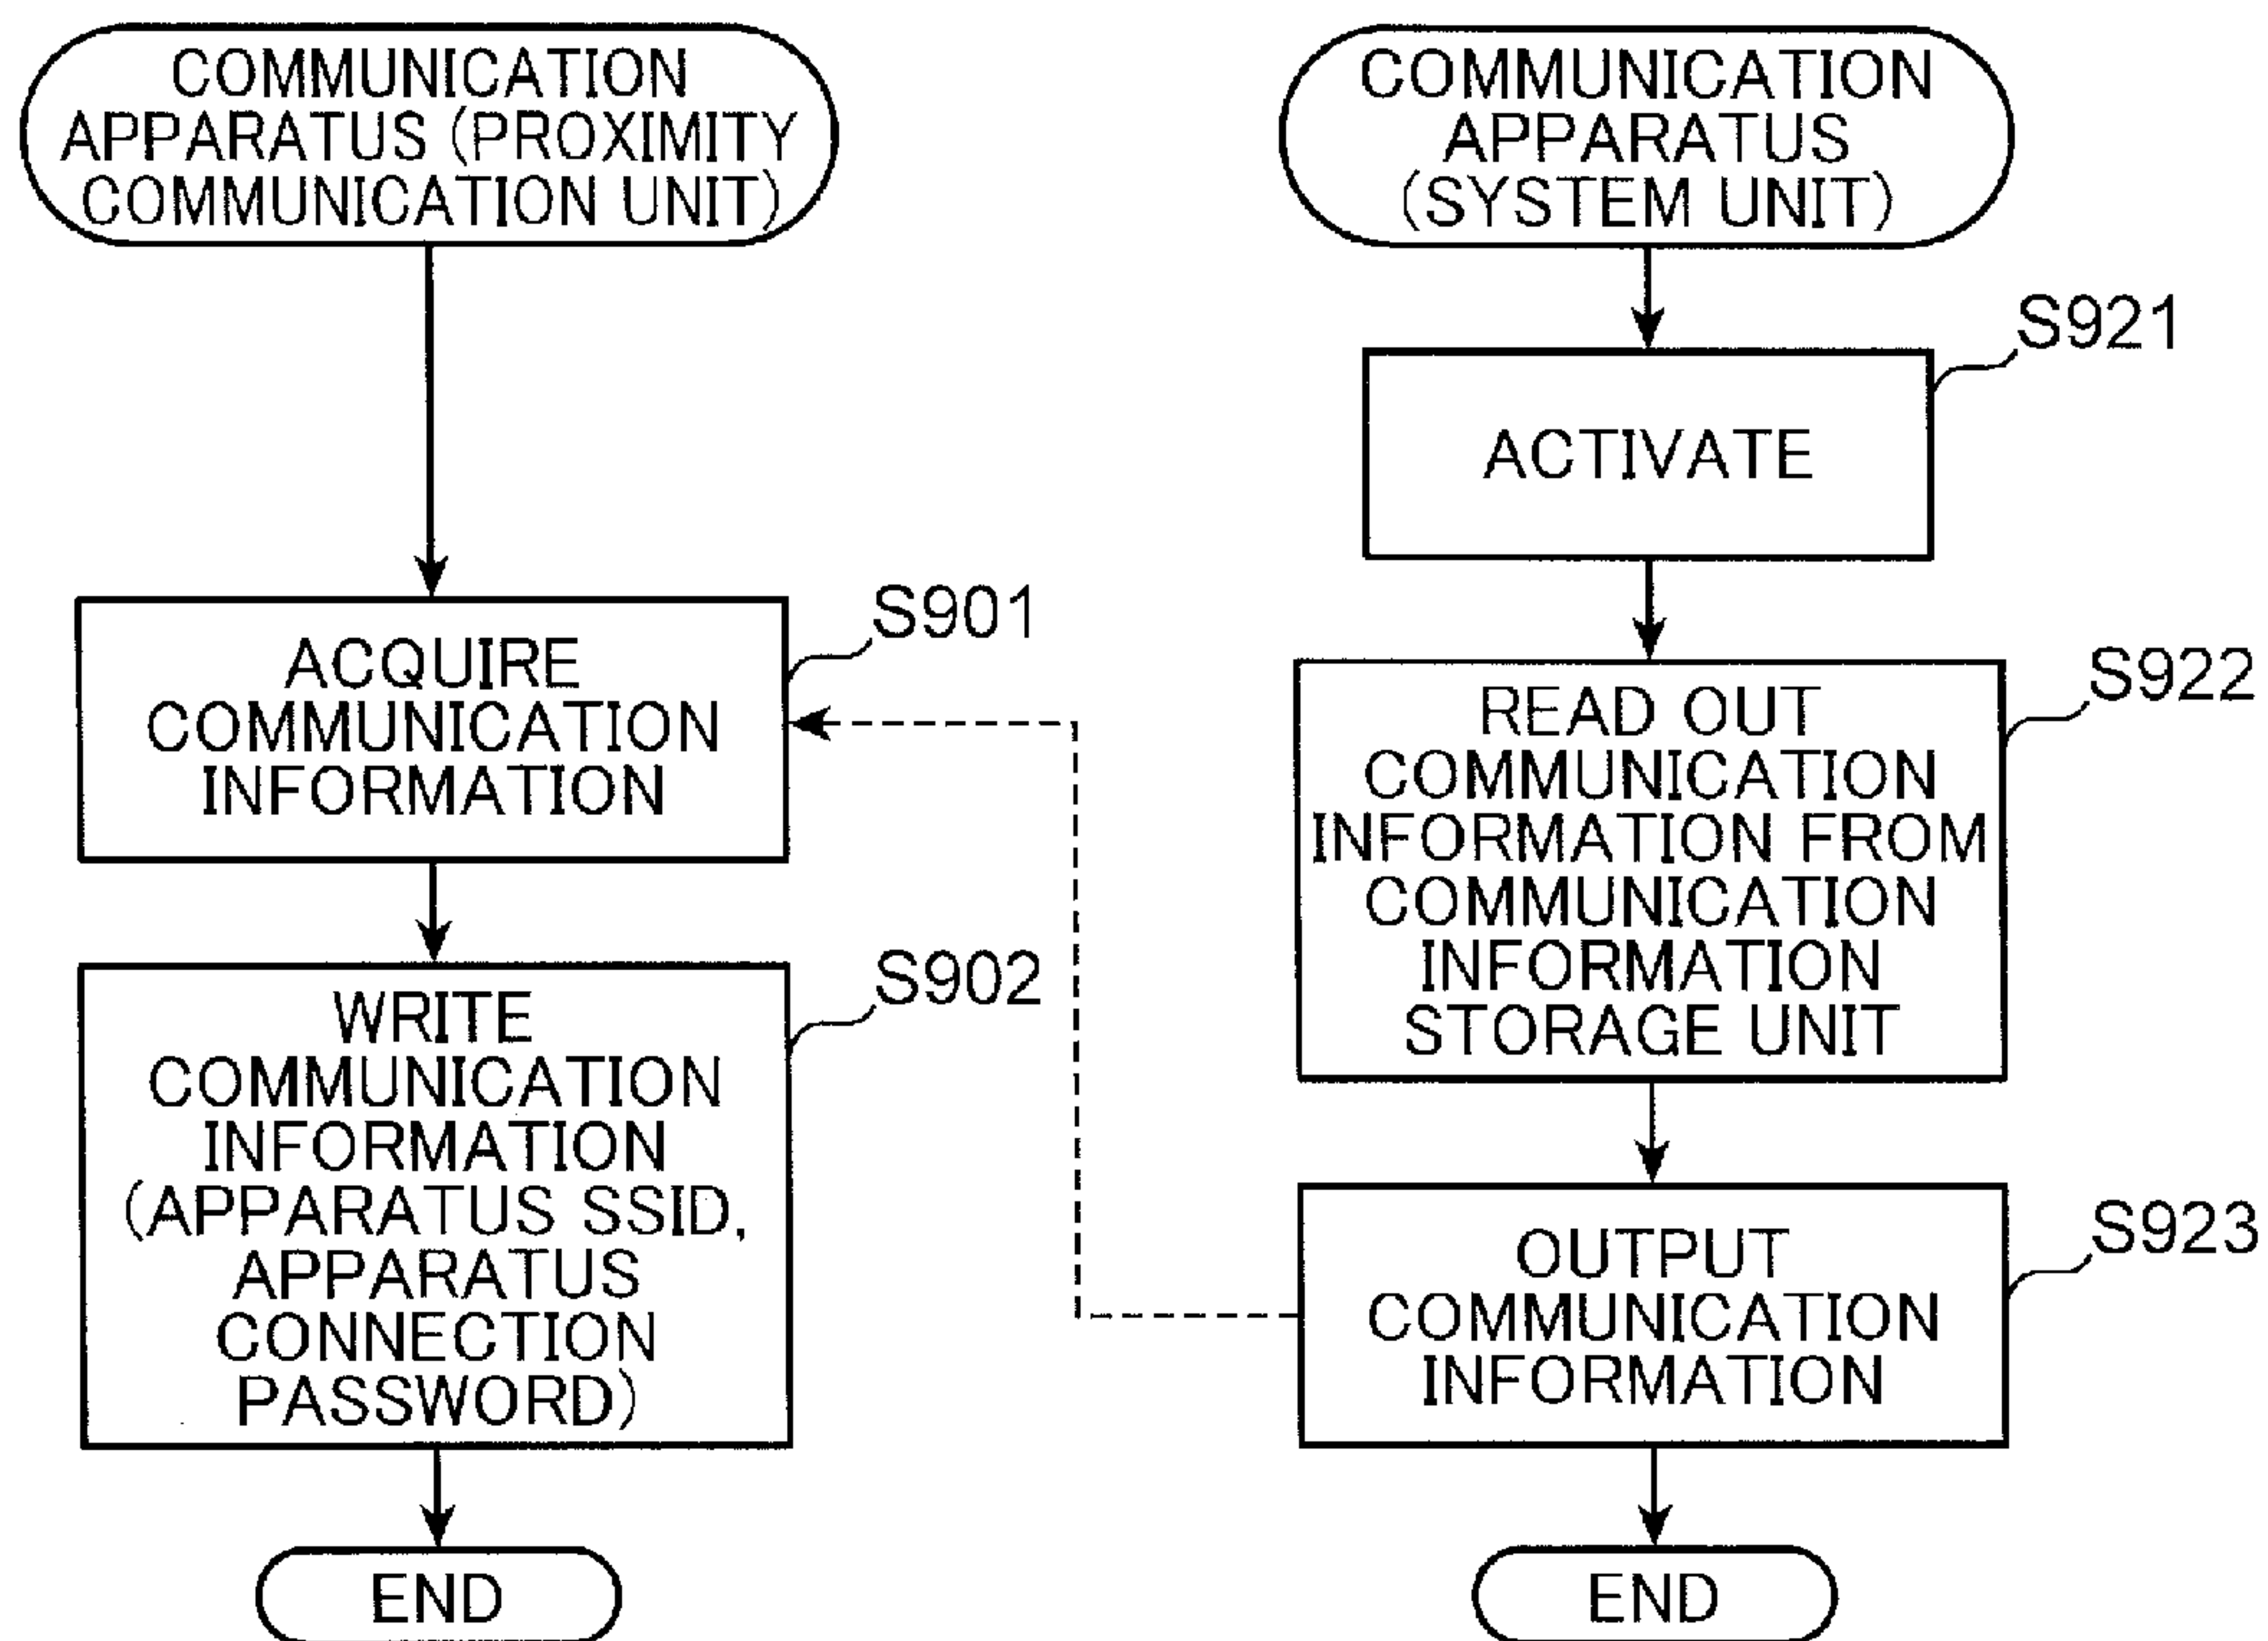 COMMUNICATION
APPARATUS (PROXIMITY
COMMUNICATION UNIT)
S901
ACQUIRE
COMMUNICATION
INFORMATION
S902
WRITE
COMMUNICATION
INFORMATION
(APPARATUS SSID,
APPARATUS
CONNECTION
PASSWORD)
END
COMMUNICATION
APPARATUS
(SYSTEM UNIT)
S921
ACTIVATE
S922
READ OUT
COMMUNICATION
INFORMATION FROM
COMMUNICATION
INFORMATION
STORAGE UNIT
S923
OUTPUT
COMMUNICATION
INFORMATION
END